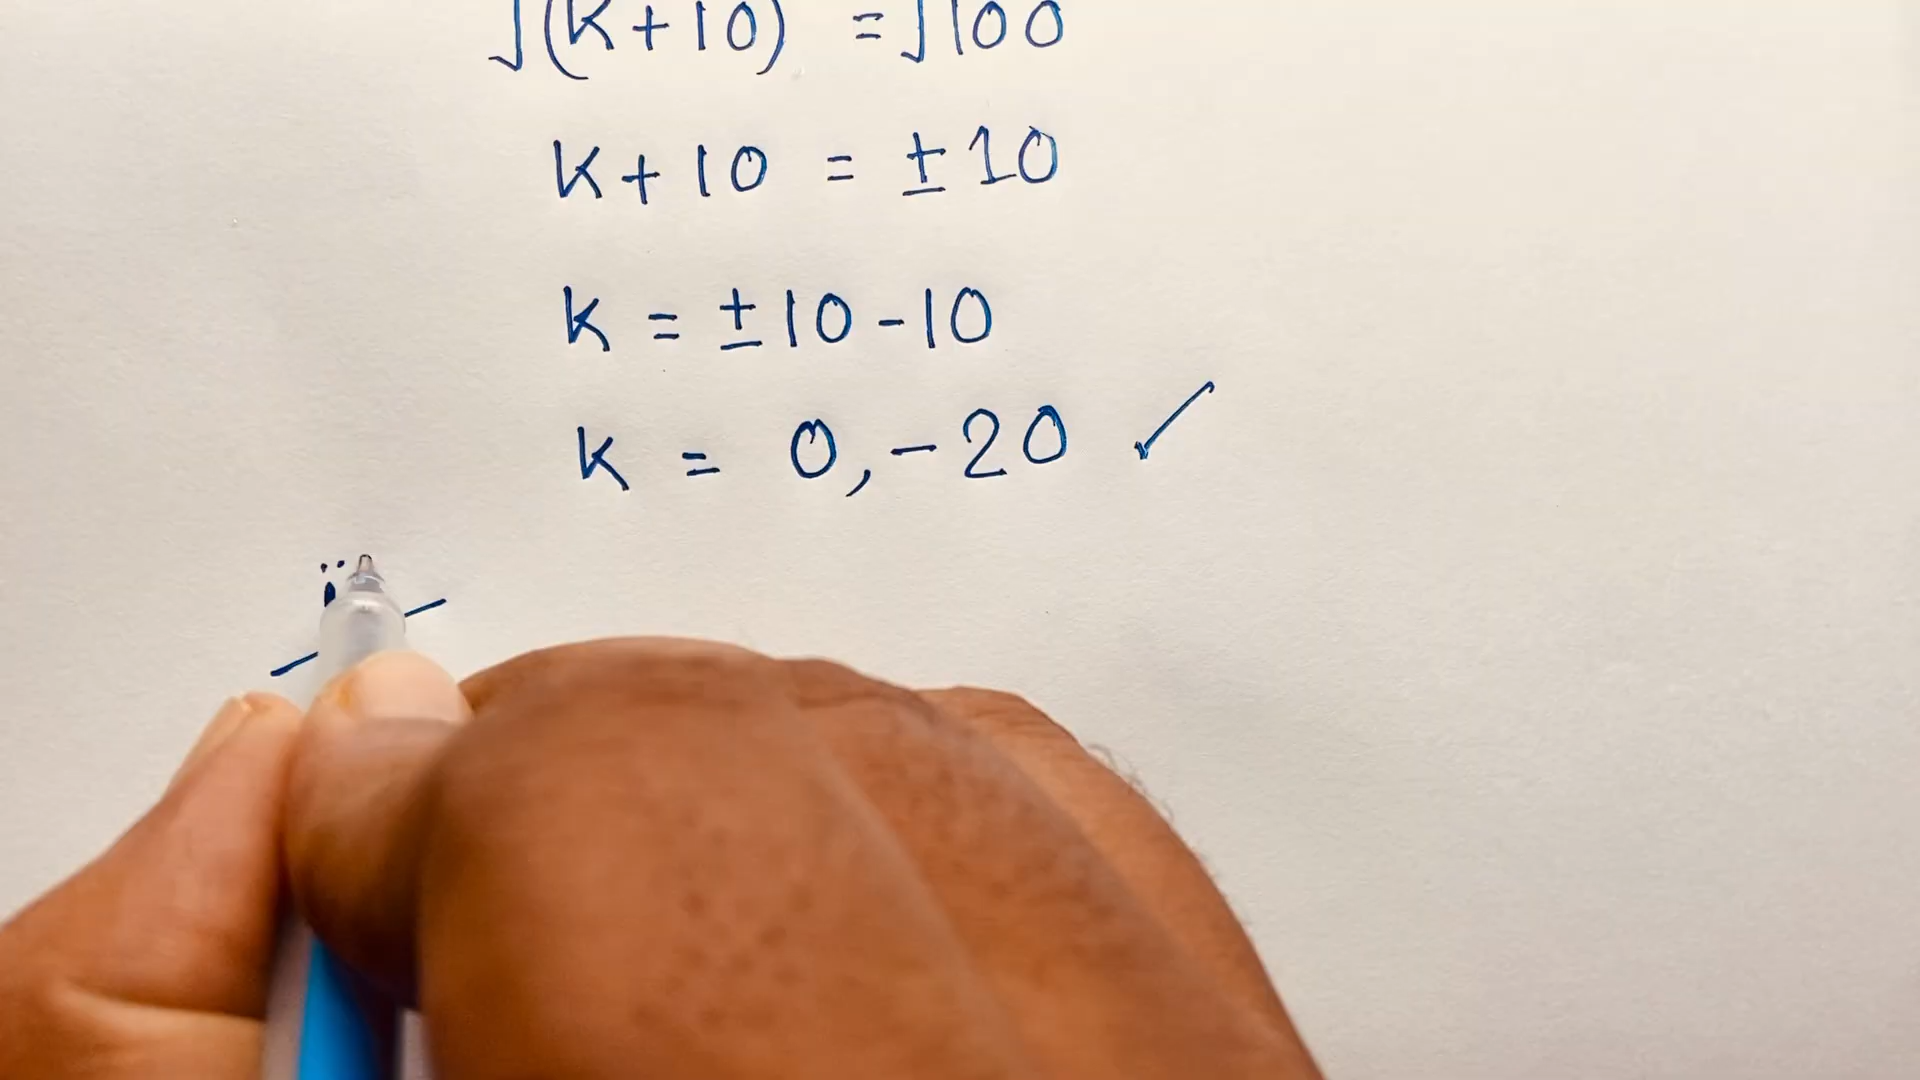 √(K+10) = √100
K + 10 = ±10
K = ±10 - 10
K = 0, -20 ✓